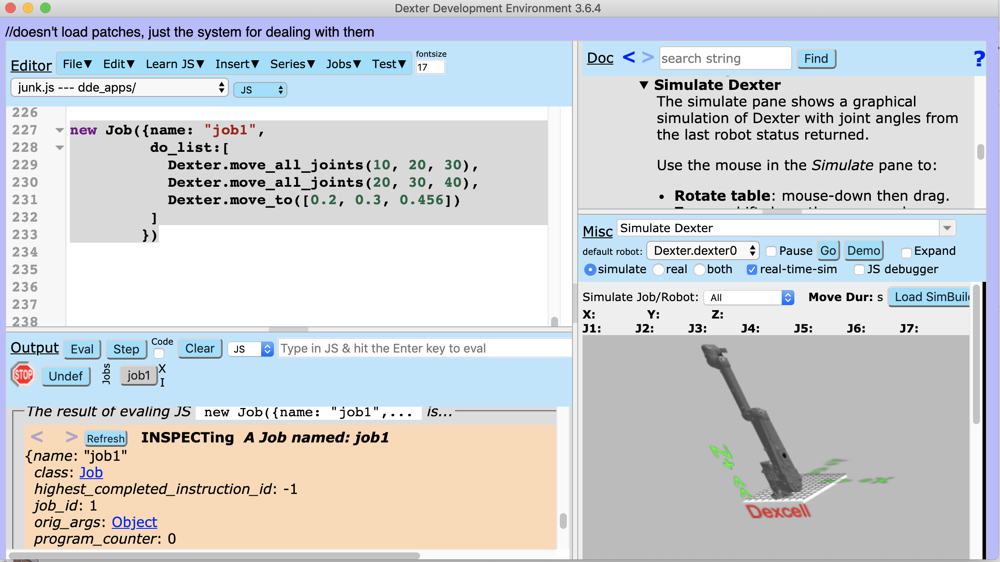 Dexter Development Environment 3.6.4
//doesn't load patches, just the system for dealing with them
Editor File▼ Edit▼ Learn JS▼ Insert▼ Series▼ Jobs▼ Test▼ fontsize 17
junk.js --- dde_apps/ JS
226
227 new Job({name: "job1",
228 do_list:[
229 Dexter.move_all_joints(10, 20, 30),
230 Dexter.move_all_joints(20, 30, 40),
231 Dexter.move_to([0.2, 0.3, 0.456])
232 ]
233 })
234
235
236
237
238
Output Eval Step Code Clear JS Type in JS & hit the Enter key to eval
STOP Undef Jobs job1 X I
The result of evaling JS new Job({name: "job1",... is...
< > Refresh INSPECTing A Job named: job1
{name: "job1"
class: Job
highest_completed_instruction_id: -1
job_id: 1
orig_args: Object
program_counter: 0
Doc < > search string Find ?
▼ Simulate Dexter
The simulate pane shows a graphical
simulation of Dexter with joint angles from
the last robot status returned.
Use the mouse in the Simulate pane to:
• Rotate table: mouse-down then drag.
Misc Simulate Dexter
default robot: Dexter.dexter0 Pause Go Demo Expand
simulate real both real-time-sim JS debugger
Simulate Job/Robot: All Move Dur: s Load SimBuil
X: Y: Z:
J1: J2: J3: J4: J5: J6: J7:
Z+
Dexcell